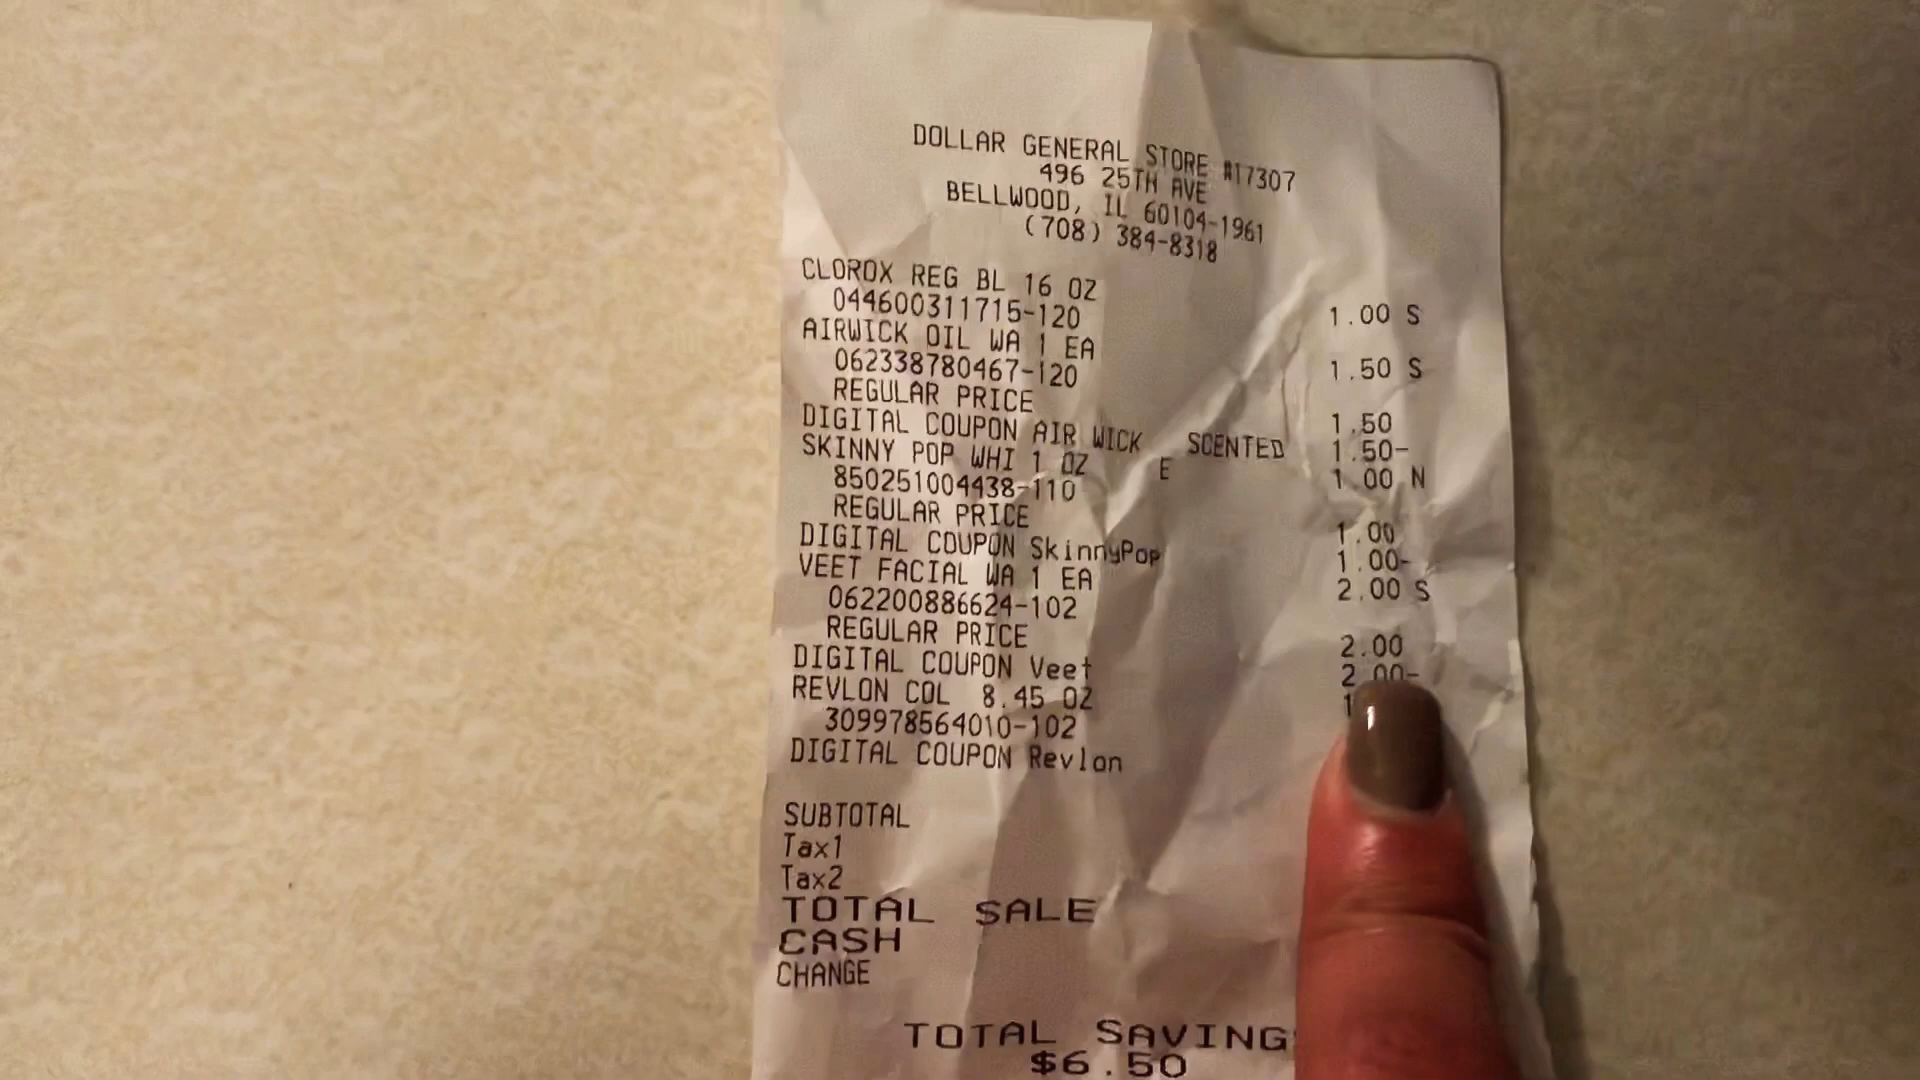 DOLLAR GENERAL STORE #17307
496 25TH AVE
BELLWOOD, IL 60104-1961
(708) 384-8318
CLOROX REG BL 16 OZ
044600311715-120 1.00 S
AIRWICK OIL WA 1 EA
062338780467-120 1.50 S
REGULAR PRICE 1.50
DIGITAL COUPON AIR WICK SCENTED 1.50-
SKINNY POP WHI 1 OZ E 1.00 N
850251004438-110
REGULAR PRICE 1.00
DIGITAL COUPON SkinnyPop 1.00-
VEET FACIAL WA 1 EA 2.00 S
062200886624-102
REGULAR PRICE 2.00
DIGITAL COUPON Veet 2.00-
REVLON COL 8.45 OZ
309978564010-102
DIGITAL COUPON Revlon
SUBTOTAL
Tax1
Tax2
TOTAL SALE
CASH
CHANGE
TOTAL SAVING
$6.50